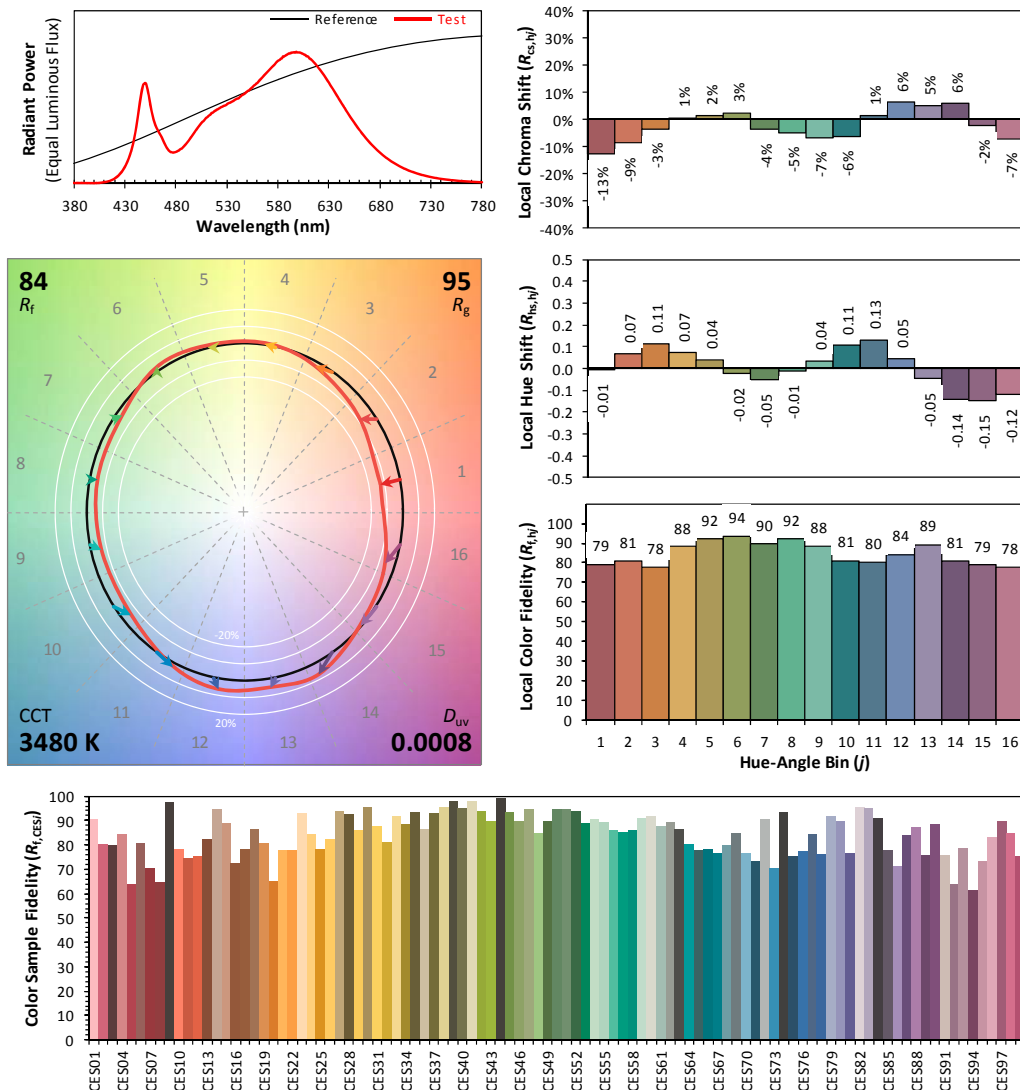 Reference
Test
Radiant Power
(Equal Luminous Flux)
380 430 480 530 580 630 680 730 780
Wavelength (nm)
Local Chroma Shift (Rcs,hj)
40%
30%
20%
10%
0%
-10%
-20%
-30%
-40%
-13% -9% -3% 1% 2% 3% -4% -5% -7% -6% 1% 6% 5% 6% -2% -7%
84
Rf
95
Rg
5 4
6 3
7 2
8 1
9 16
10 15
11 14
12 13
-20%
20%
CCT
3480 K
Duv
0.0008
Local Hue Shift (Rhs,hj)
0.5
0.4
0.3
0.2
0.1
0.0
-0.1
-0.2
-0.3
-0.4
-0.5
-0.01 0.07 0.11 0.07 0.04 -0.02 -0.05 -0.01 0.04 0.11 0.13 0.05 -0.05 -0.14 -0.15 -0.12
Local Color Fidelity (Rf,hj)
100
90
80
70
60
50
40
30
20
10
0
79 81 78 88 92 94 90 92 88 81 80 84 89 81 79 78
1 2 3 4 5 6 7 8 9 10 11 12 13 14 15 16
Hue-Angle Bin (j)
Color Sample Fidelity (Rf,CESi)
100
90
80
70
60
50
40
30
20
10
0
CES01 CES04 CES07 CES10 CES13 CES16 CES19 CES22 CES25 CES28 CES31 CES34 CES37 CES40 CES43 CES46 CES49 CES52 CES55 CES58 CES61 CES64 CES67 CES70 CES73 CES76 CES79 CES82 CES85 CES88 CES91 CES94 CES97